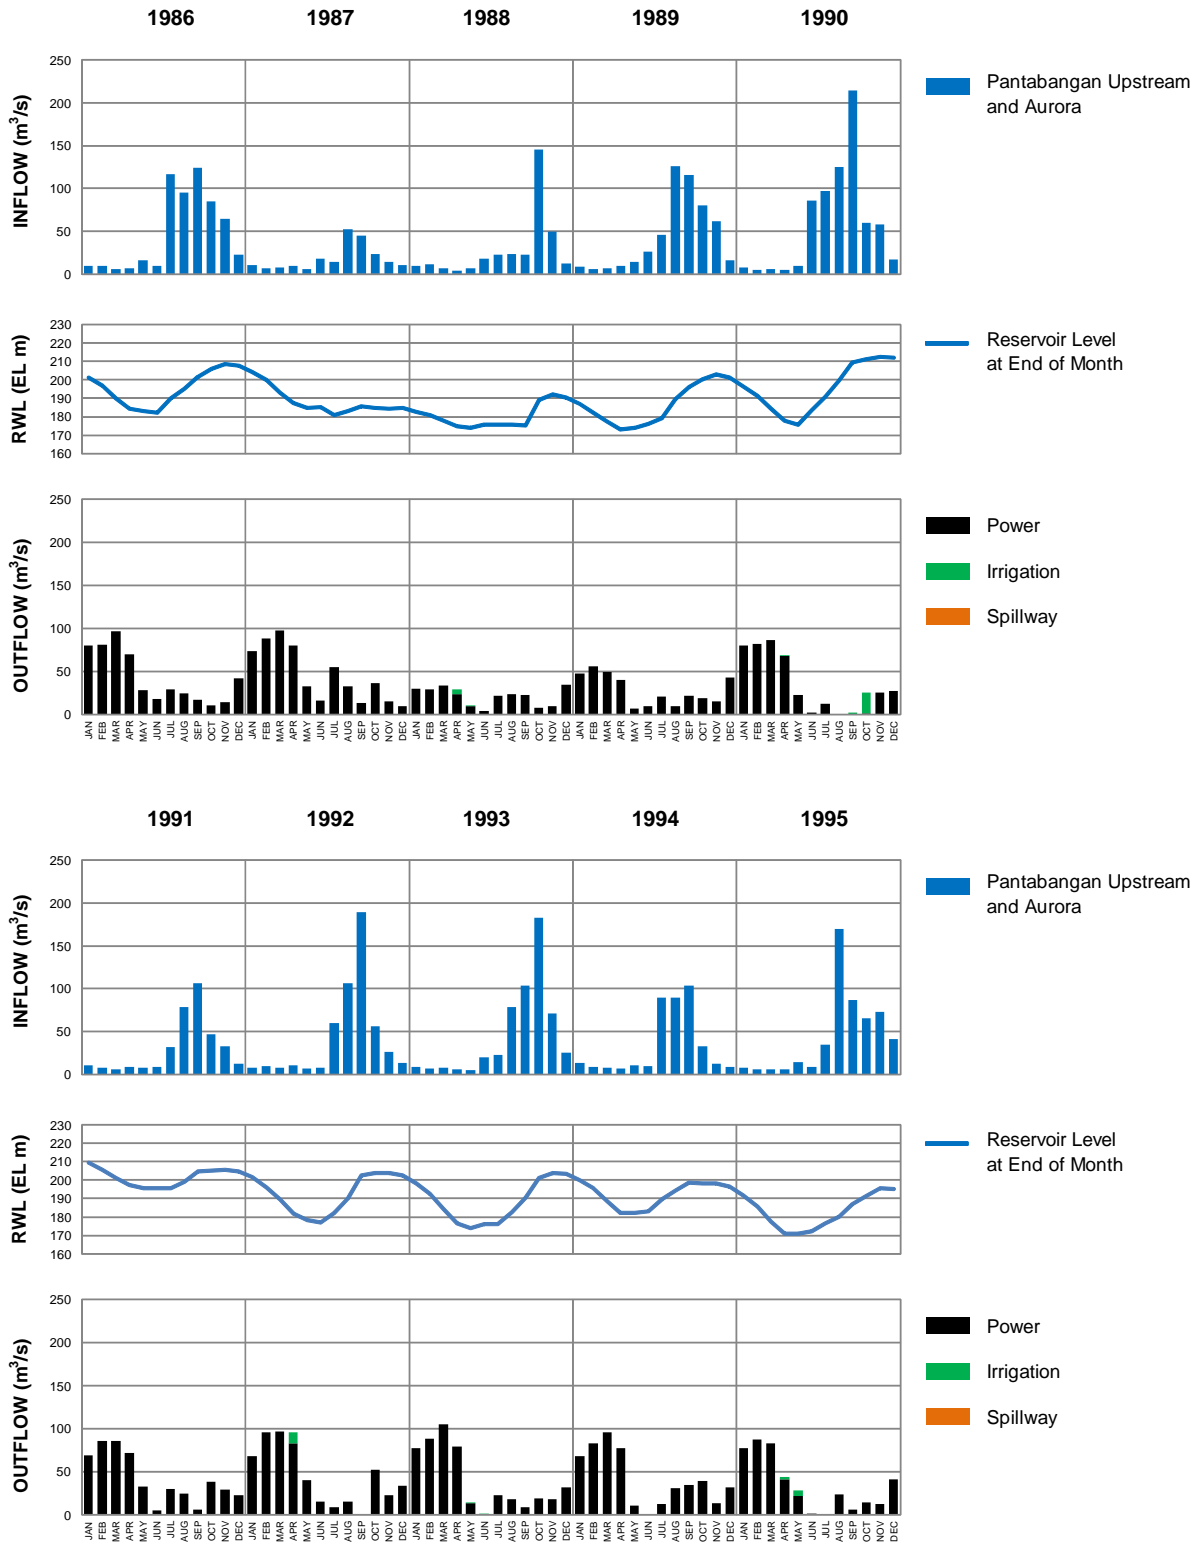 1986 1987 1988 1989 1990
INFLOW (m³/s)
250
200
150
100
50
0
Pantabangan Upstream
and Aurora
RWL (EL m)
230
220
210
200
190
180
170
160
Reservoir Level
at End of Month
OUTFLOW (m³/s)
250
200
150
100
50
0
Power
Irrigation
Spillway
JAN FEB MAR APR MAY JUN JUL AUG SEP OCT NOV DEC JAN FEB MAR APR MAY JUN JUL AUG SEP OCT NOV DEC JAN FEB MAR APR MAY JUN JUL AUG SEP OCT NOV DEC JAN FEB MAR APR MAY JUN JUL AUG SEP OCT NOV DEC JAN FEB MAR APR MAY JUN JUL AUG SEP OCT NOV DEC
1991 1992 1993 1994 1995
INFLOW (m³/s)
250
200
150
100
50
0
Pantabangan Upstream
and Aurora
RWL (EL m)
230
220
210
200
190
180
170
160
Reservoir Level
at End of Month
OUTFLOW (m³/s)
250
200
150
100
50
0
Power
Irrigation
Spillway
JAN FEB MAR APR MAY JUN JUL AUG SEP OCT NOV DEC JAN FEB MAR APR MAY JUN JUL AUG SEP OCT NOV DEC JAN FEB MAR APR MAY JUN JUL AUG SEP OCT NOV DEC JAN FEB MAR APR MAY JUN JUL AUG SEP OCT NOV DEC JAN FEB MAR APR MAY JUN JUL AUG SEP OCT NOV DEC